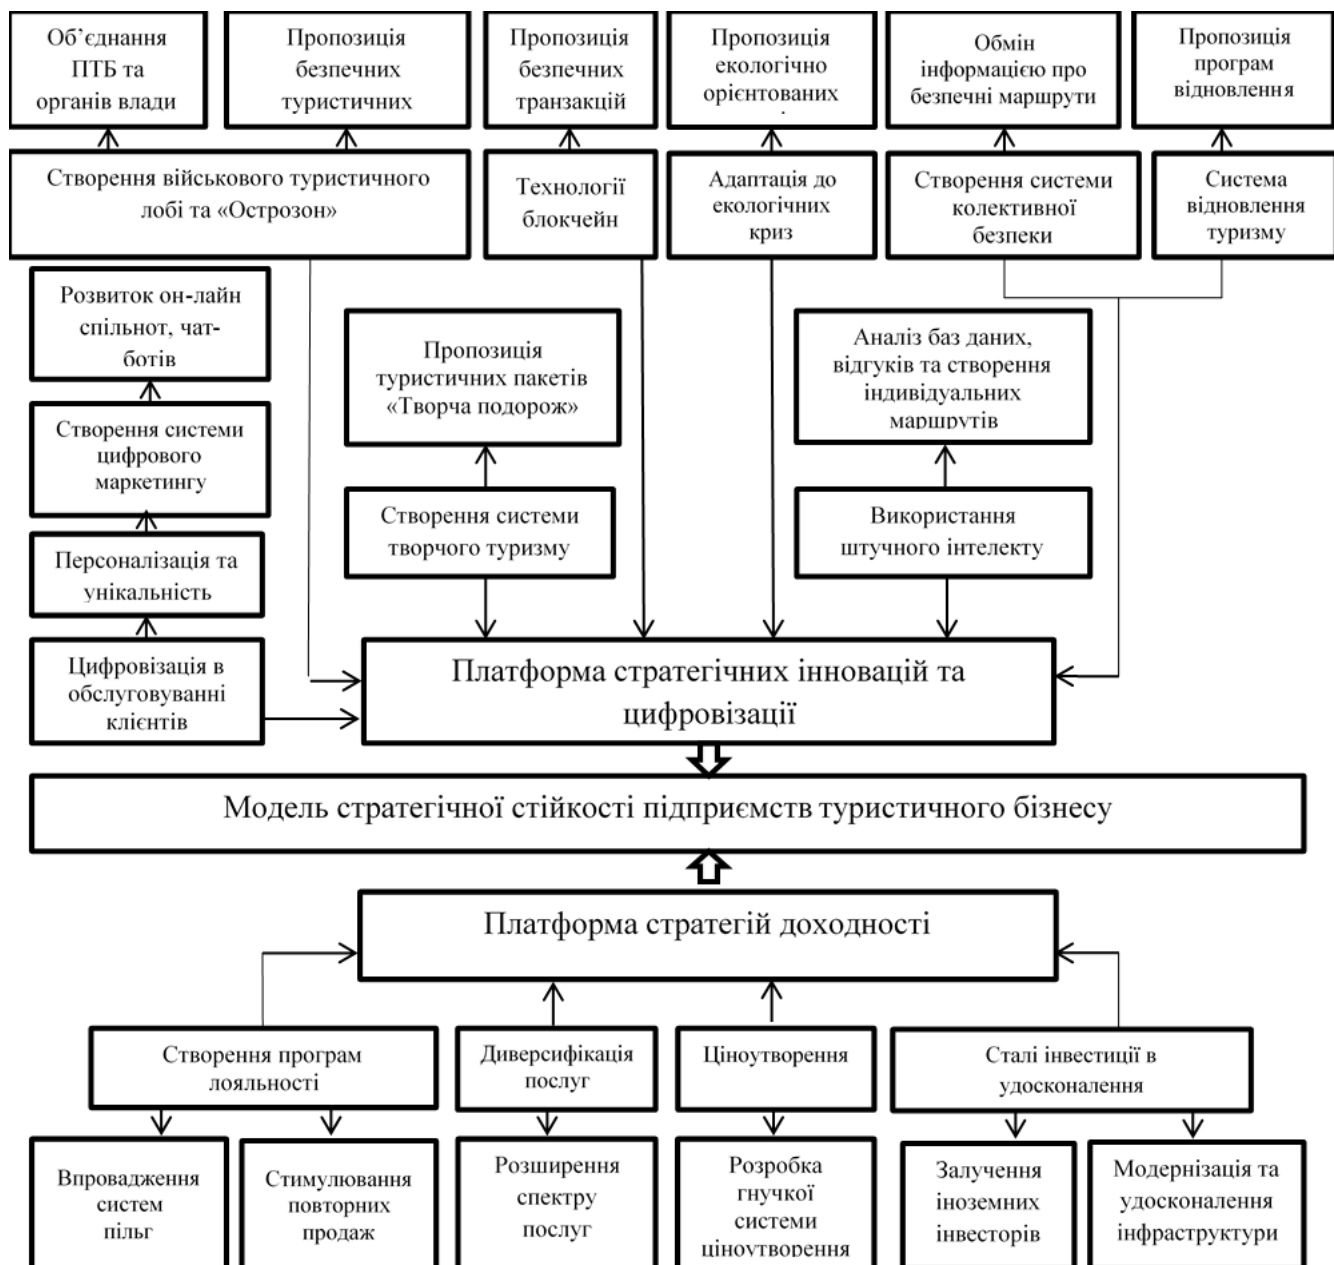 Об’єднання
ПТБ та
органів влади
Пропозиція
безпечних
туристичних
Пропозиція
безпечних
транзакцій
Пропозиція
екологічно
орієнтованих
Обмін
інформацією про
безпечні маршрути
Пропозиція
програм
відновлення
Створення військового туристичного
лобі та «Острозон»
Технології
блокчейн
Адаптація до
екологічних
криз
Створення системи
колективної
безпеки
Система
відновлення
туризму
Розвиток он-лайн
спільнот, чат-
ботів
Пропозиція
туристичних пакетів
«Творча подорож»
Аналіз баз даних,
відгуків та створення
індивідуальних
маршрутів
Створення системи
цифрового
маркетингу
Створення системи
творчого туризму
Використання
штучного інтелекту
Персоналізація та
унікальність
Цифровізація в
обслуговуванні
клієнтів
Платформа стратегічних інновацій та
цифровізації
Модель стратегічної стійкості підприємств туристичного бізнесу
Платформа стратегій доходності
Створення програм
лояльності
Диверсифікація
послуг
Ціноутворення
Сталі інвестиції в
удосконалення
Впровадження
систем
пільг
Стимулювання
повторних
продаж
Розширення
спектру
послуг
Розробка
гнучкої
системи
ціноутворення
Залучення
іноземних
інвесторів
Модернізація та
удосконалення
інфраструктури